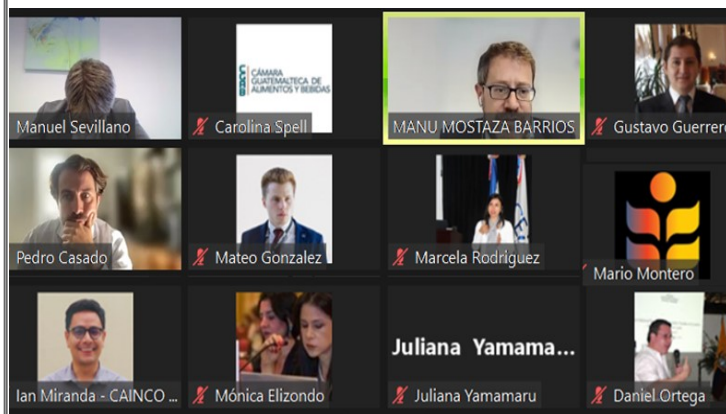 CÁMARA
GUATEMALTECA DE
ALIMENTOS Y BEBIDAS
Manuel Sevillano
Carolina Spell
MANU MOSTAZA BARRIOS
Gustavo Guerrero
Pedro Casado
Mateo Gonzalez
Marcela Rodriguez
Mario Montero
Juliana Yamama...
Ian Miranda - CAINCO ...
Mónica Elizondo
Juliana Yamamaru
Daniel Ortega